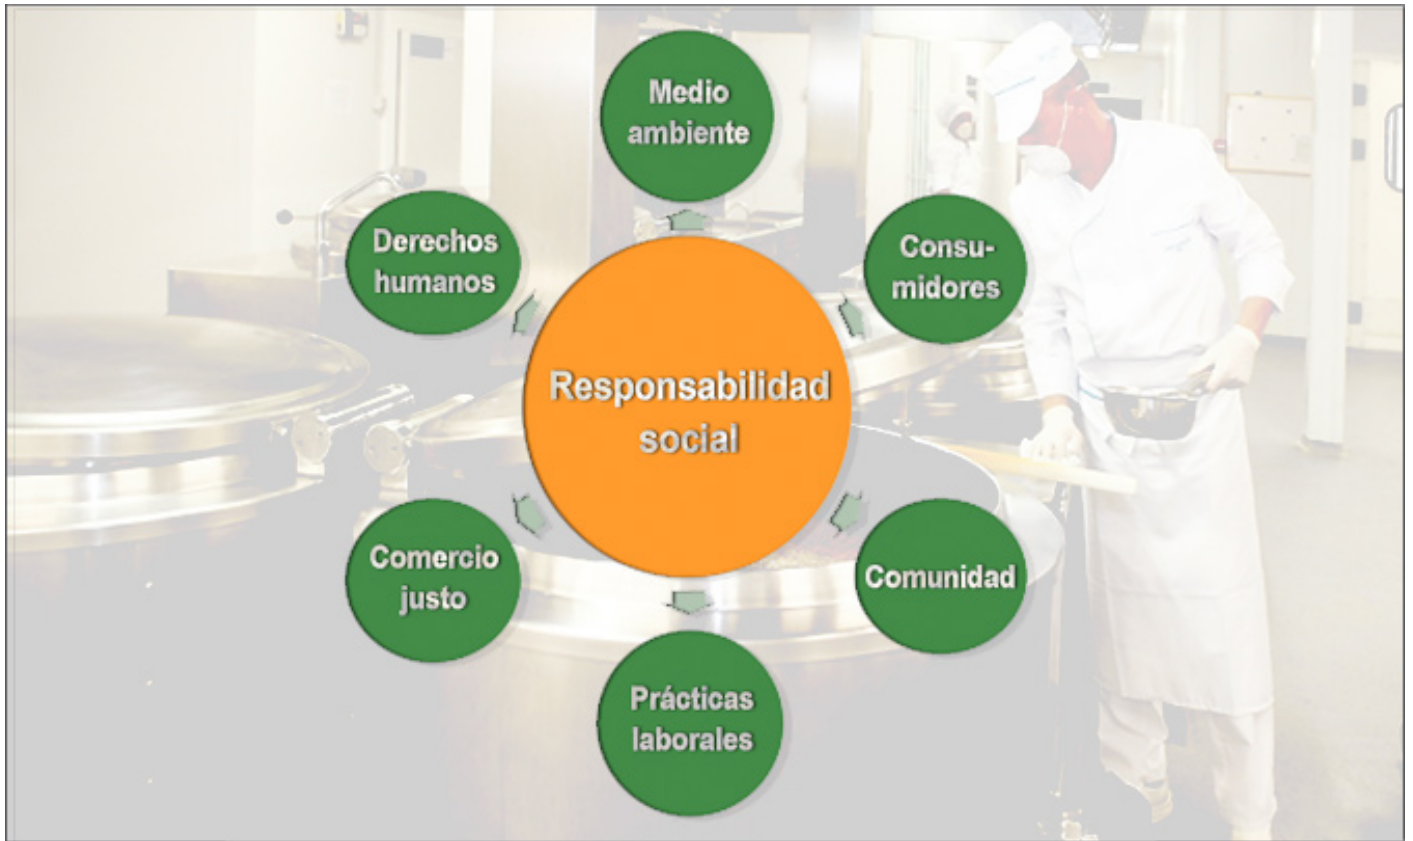 Medio
ambiente
Derechos
humanos
Consu-
midores
Responsabilidad
social
Comercio
justo
Comunidad
Prácticas
laborales